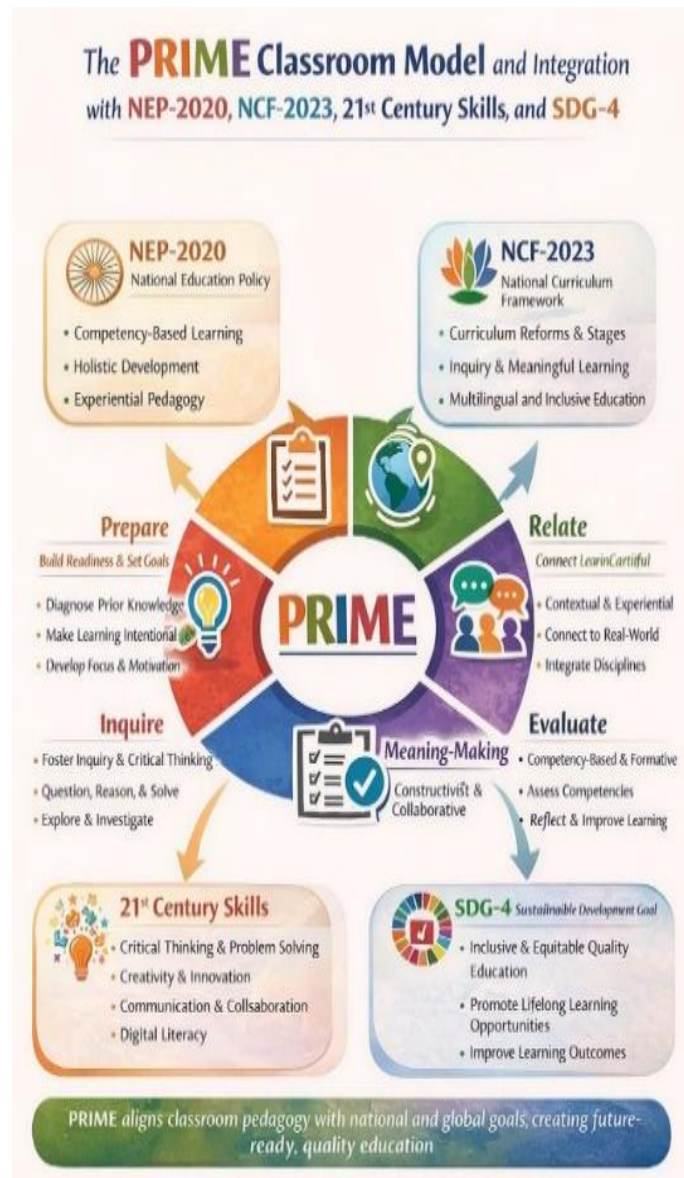 The PRIME Classroom Model and Integration
with NEP-2020, NCF-2023, 21st Century Skills, and SDG-4
NEP-2020
National Education Policy
• Competency-Based Learning
• Holistic Development
• Experiential Pedagogy
NCF-2023
National Curriculum
Framework
• Curriculum Reforms & Stages
• Inquiry & Meaningful Learning
• Multilingual and Inclusive Education
Prepare
Build Readiness & Set Goals
• Diagnose Prior Knowledge
• Make Learning Intentional
• Develop Focus & Motivation
PRIME
Relate
Connect LearinCartiful
• Contextual & Experiential
• Connect to Real-World
• Integrate Disciplines
Inquire
• Foster Inquiry & Critical Thinking
• Question, Reason, & Solve
• Explore & Investigate
Meaning-Making
Constructivist &
Collaborative
Evaluate
• Competency-Based & Formative
• Assess Competencies
• Reflect & Improve Learning
21st Century Skills
• Critical Thinking & Problem Solving
• Creativity & Innovation
• Communication & Collsaboration
• Digital Literacy
SDG-4 Sustailnaible Development Goal
• Inclusive & Equitable Quality
Education
• Promote Lifelong Learning
Opportunities
• Improve Learning Outcomes
PRIME aligns classroom pedagogy with national and global goals, creating future-
ready, quality education